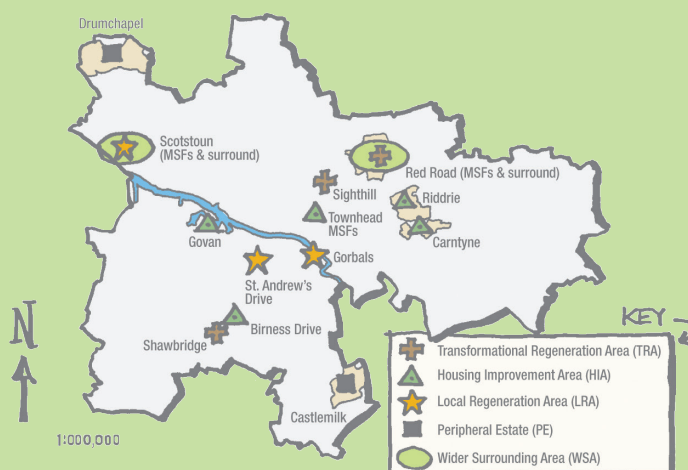 Drumchapel
Scotstoun
(MSFs & surround)
Red Road (MSFs & surround)
Sighthill
Riddrie
Townhead
MSFs
Carntyne
Govan
Gorbals
St. Andrew's
Drive
Birness Drive
Shawbridge
Castlemilk
N
1:000,000
KEY
Transformational Regeneration Area (TRA)
Housing Improvement Area (HIA)
Local Regeneration Area (LRA)
Peripheral Estate (PE)
Wider Surrounding Area (WSA)